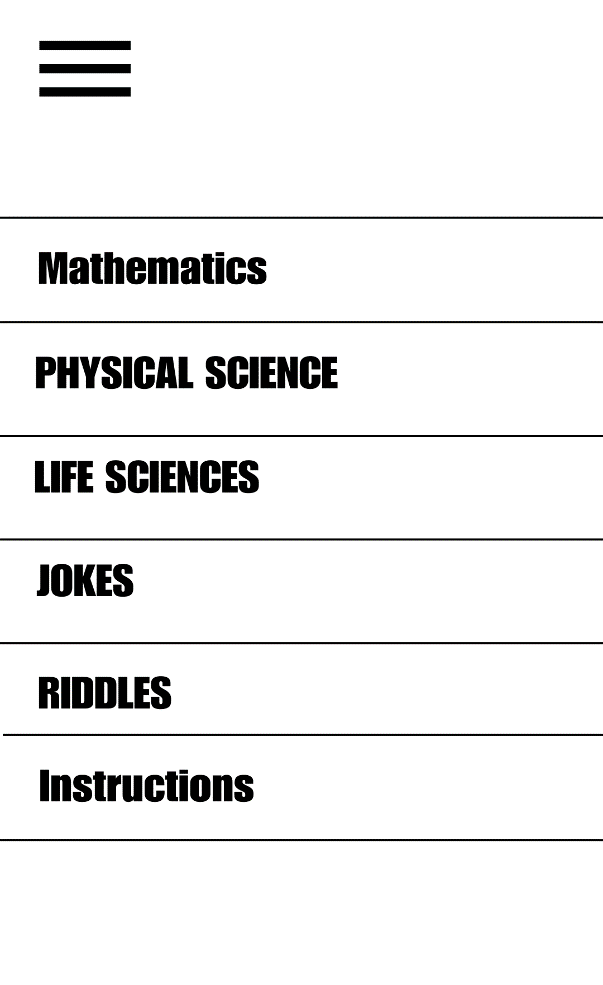 Mathematics
PHYSICAL SCIENCE
LIFE SCIENCES
JOKES
RIDDLES
Instructions